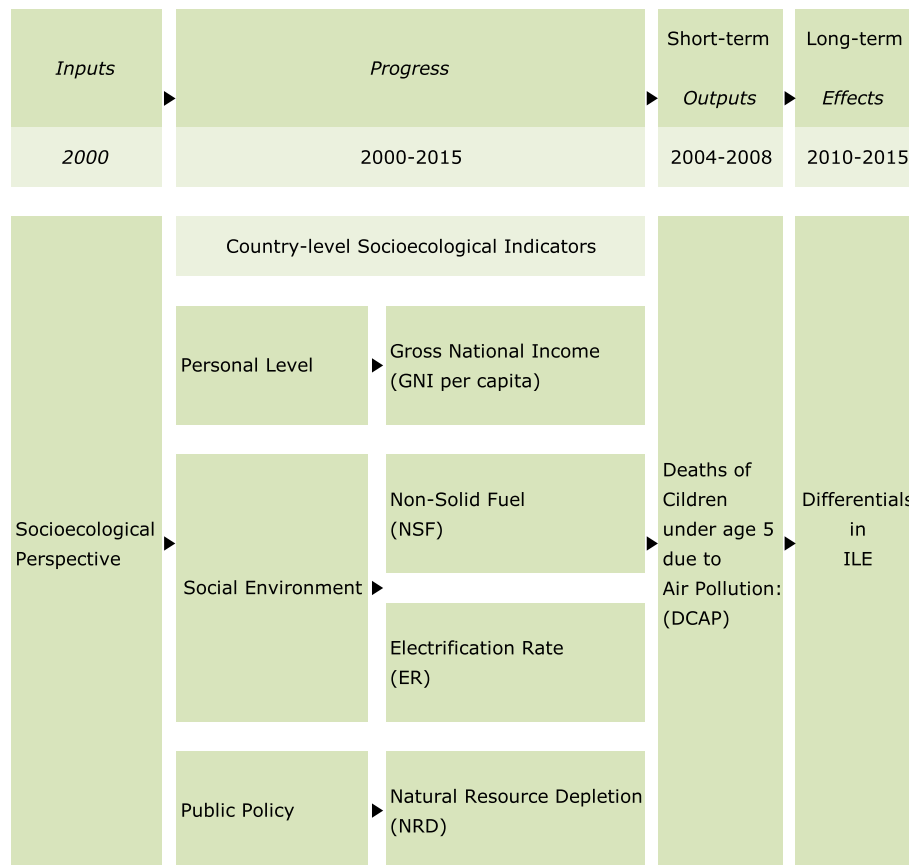 Inputs
Progress
Short-term
Outputs
Long-term
Effects
2000
2000-2015
2004-2008
2010-2015
Socioecological
Perspective
Country-level Socioecological Indicators
Personal Level
Gross National Income
(GNI per capita)
Social Environment
Non-Solid Fuel
(NSF)
Electrification Rate
(ER)
Public Policy
Natural Resource Depletion
(NRD)
Deaths of
Cildren
under age 5
due to
Air Pollution:
(DCAP)
Differentials
in
ILE